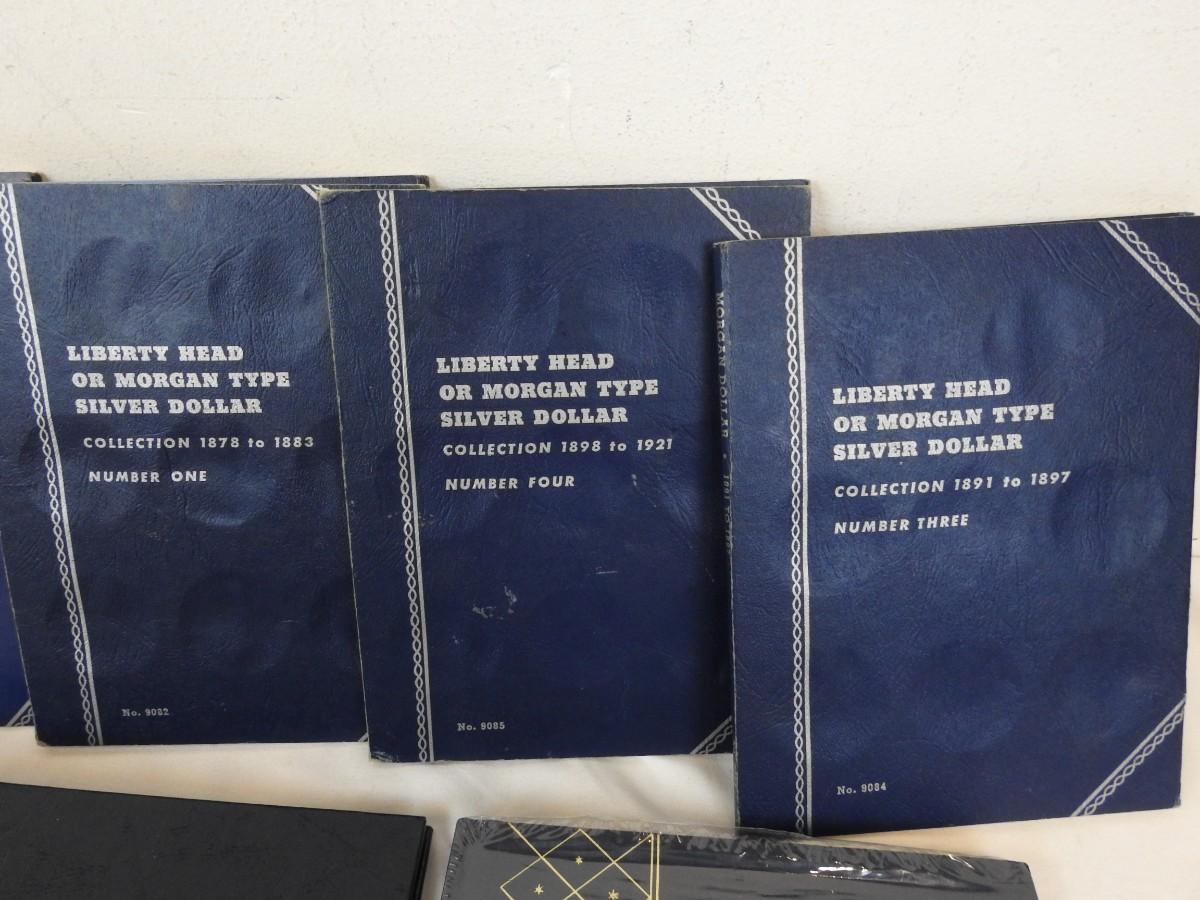 LIBERTY HEAD
OR MORGAN TYPE
SILVER DOLLAR
COLLECTION 1878 to 1883
NUMBER ONE
No. 9082
LIBERTY HEAD
OR MORGAN TYPE
SILVER DOLLAR
COLLECTION 1898 to 1921
NUMBER FOUR
No. 9085
MORGAN DOLLAR
LIBERTY HEAD
OR MORGAN TYPE
SILVER DOLLAR
COLLECTION 1891 to 1897
NUMBER THREE
No. 9084